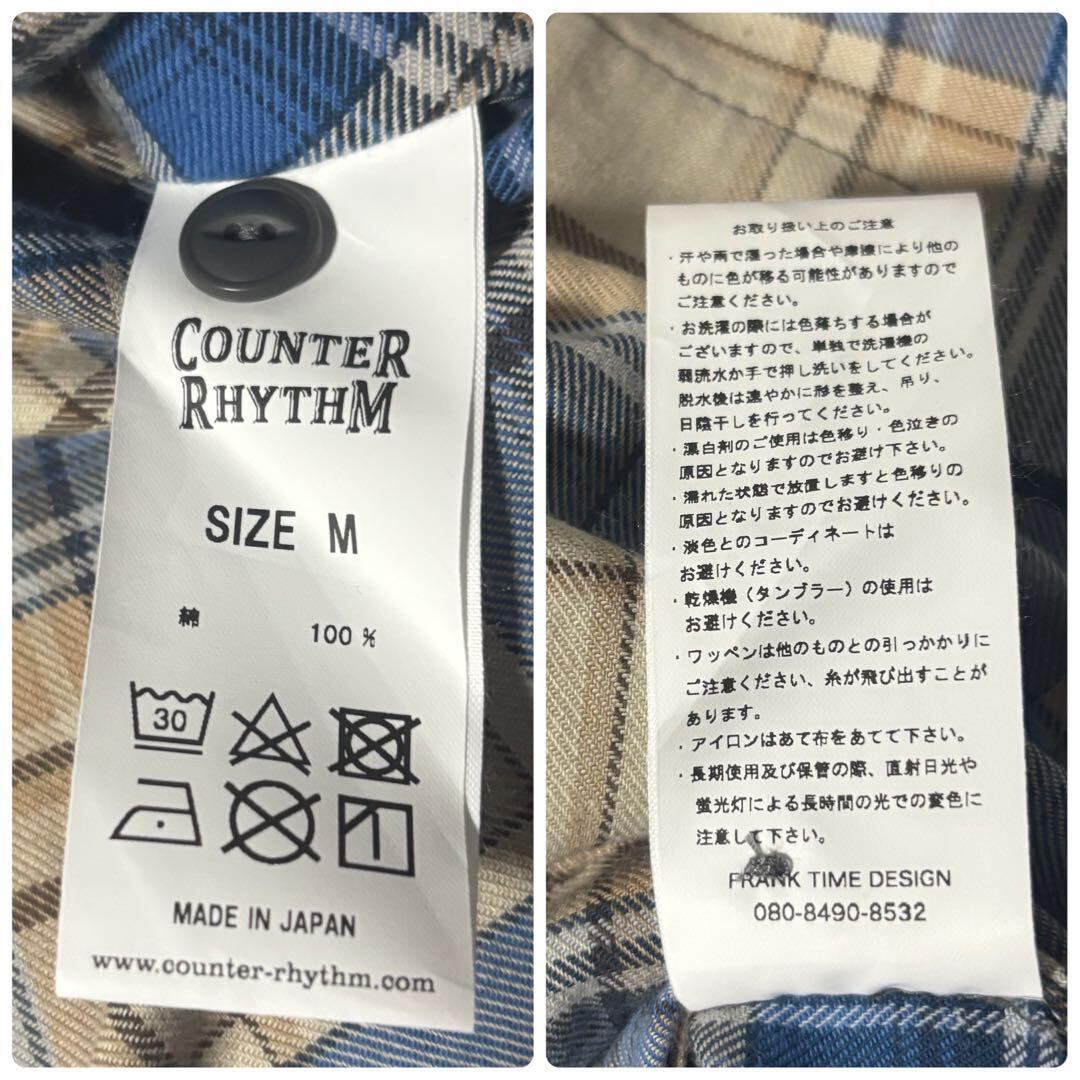 COUNTER
RHYTHM
SIZE M
綿 100%
30
MADE IN JAPAN
www.counter-rhythm.com
お取り扱い上のご注意
・汗や雨で湿った場合や摩擦により他の
ものに色が移る可能性がありますので
ご注意ください。
・お洗濯の際には色落ちする場合が
ございますので、単独で洗濯機の
弱流水か手で押し洗いをしてください。
脱水後は速やかに形を整え、吊り、
日陰干しを行ってください。
・漂白剤のご使用は色移り・色泣きの
原因となりますのでお避け下さい。
・濡れた状態で放置しますと色移りの
原因となりますのでお避けください。
・淡色とのコーディネートは
お避けください。
・乾燥機（タンブラー）の使用は
お避けください。
・ワッペンは他のものとの引っかかりに
ご注意ください、糸が飛び出すことが
あります。
・アイロンはあて布をあてて下さい。
・長期使用及び保管の際、直射日光や
蛍光灯による長時間の光での変色に
注意して下さい。
FRANK TIME DESIGN
080-8490-8532